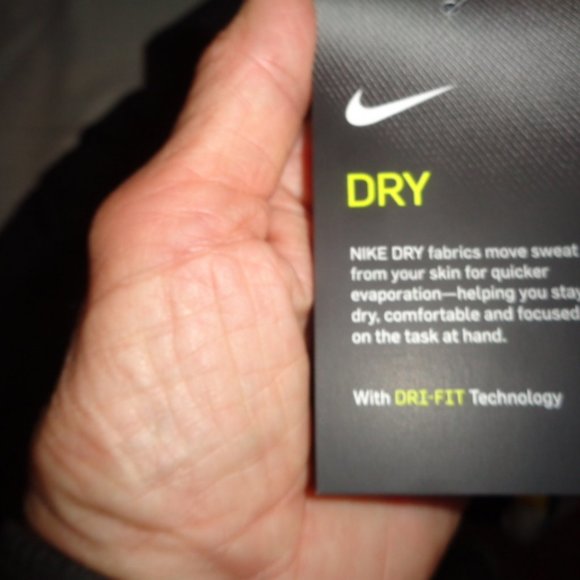 DRY
NIKE DRY fabrics move sweat
from your skin for quicker
evaporation—helping you stay
dry, comfortable and focused
on the task at hand.
With DRI-FIT Technology